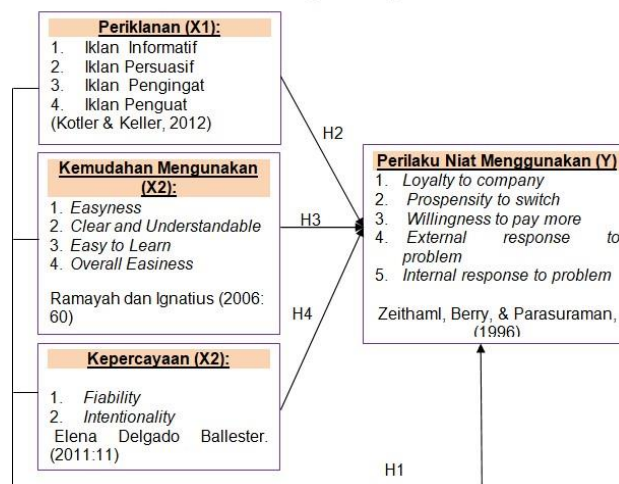 Periklanan (X1):
1. Iklan Informatif
2. Iklan Persuasif
3. Iklan Pengingat
4. Iklan Penguat
(Kotler & Keller, 2012)
H2
Kemudahan Mengunakan
(X2):
1. Easyness
2. Clear and Understandable
3. Easy to Learn
4. Overall Easiness
Ramayah dan Ignatius (2006:
60)
H3
Perilaku Niat Menggunakan (Y)
1. Loyalty to company
2. Prospensity to switch
3. Willingness to pay more
4. External response to
problem
5. Internal response to problem
Zeithaml, Berry, & Parasuraman,
(1996)
H4
Kepercayaan (X2):
1. Fiability
2. Intentionality
Elena Delgado Ballester.
(2011:11)
H1